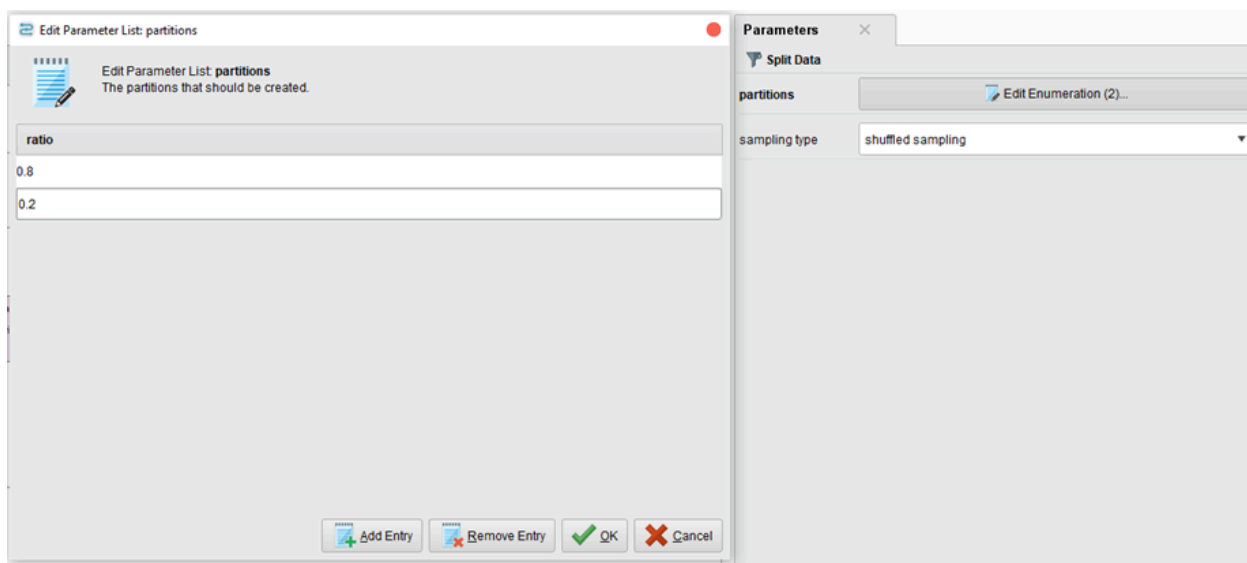 Edit Parameter List: partitions
Edit Parameter List: partitions
The partitions that should be created.
ratio
0.8
0.2
Add Entry
Remove Entry
OK
Cancel
Parameters
Split Data
partitions
Edit Enumeration (2)...
sampling type
shuffled sampling